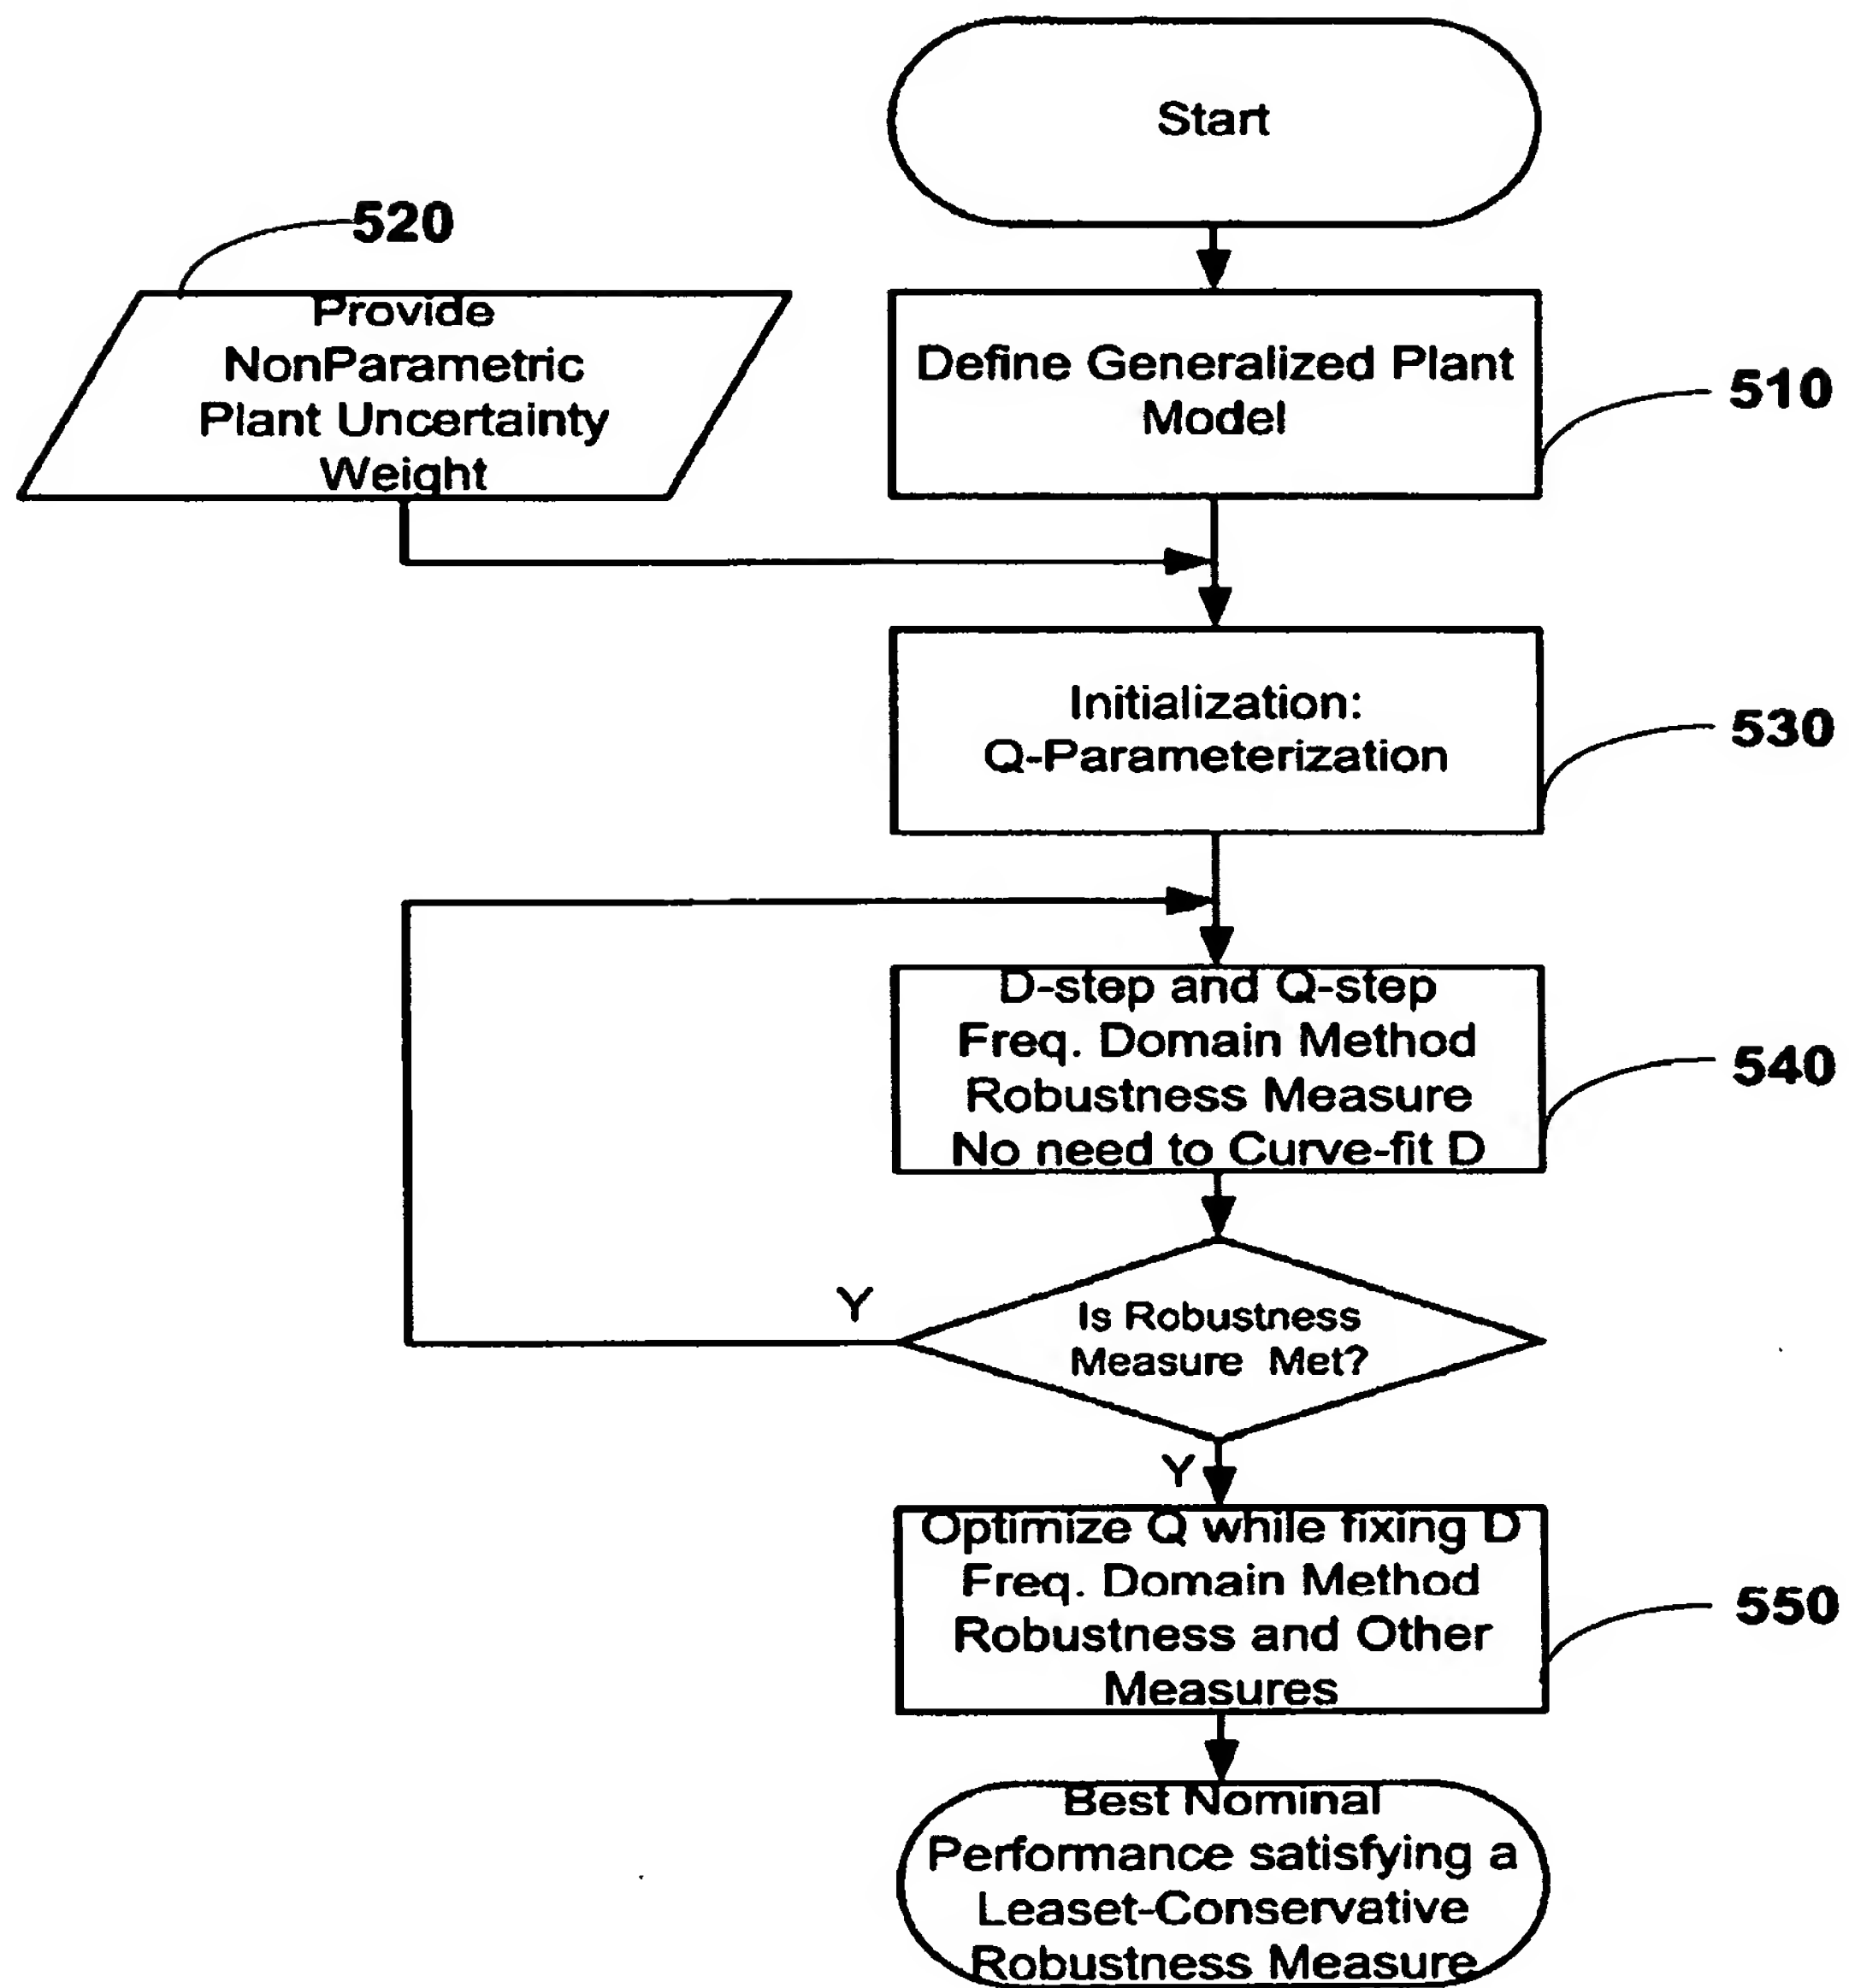 Start
520
Provide
NonParametric
Plant Uncertainty
Weight
Define Generalized Plant
Model
510
Initialization:
Q-Parameterization
530
D-step and Q-step
Freq. Domain Method
Robustness Measure
No need to Curve-fit D
540
Y
Is Robustness
Measure Met?
Y
Optimize Q while fixing D
Freq. Domain Method
Robustness and Other
Measures
550
Best Nominal
Performance satisfying a
Leaset-Conservative
Robustness Measure